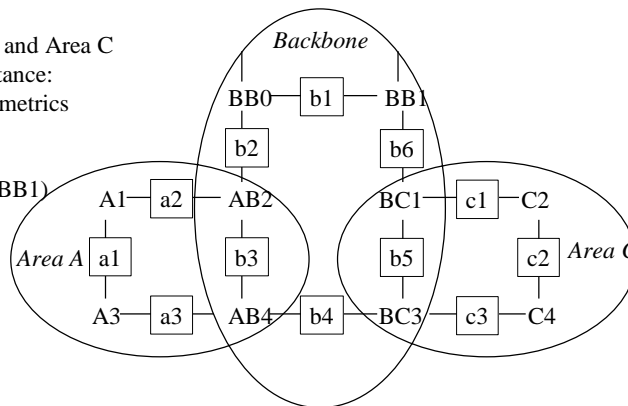 Backbone
and Area C
tance:
metrics
BB0 b1 BB1
b2 b6
BB1)
A1 a2 AB2 BC1 c1 C2
Area A a1 b3 b5 c2 Area C
A3 a3 AB4 b4 BC3 c3 C4